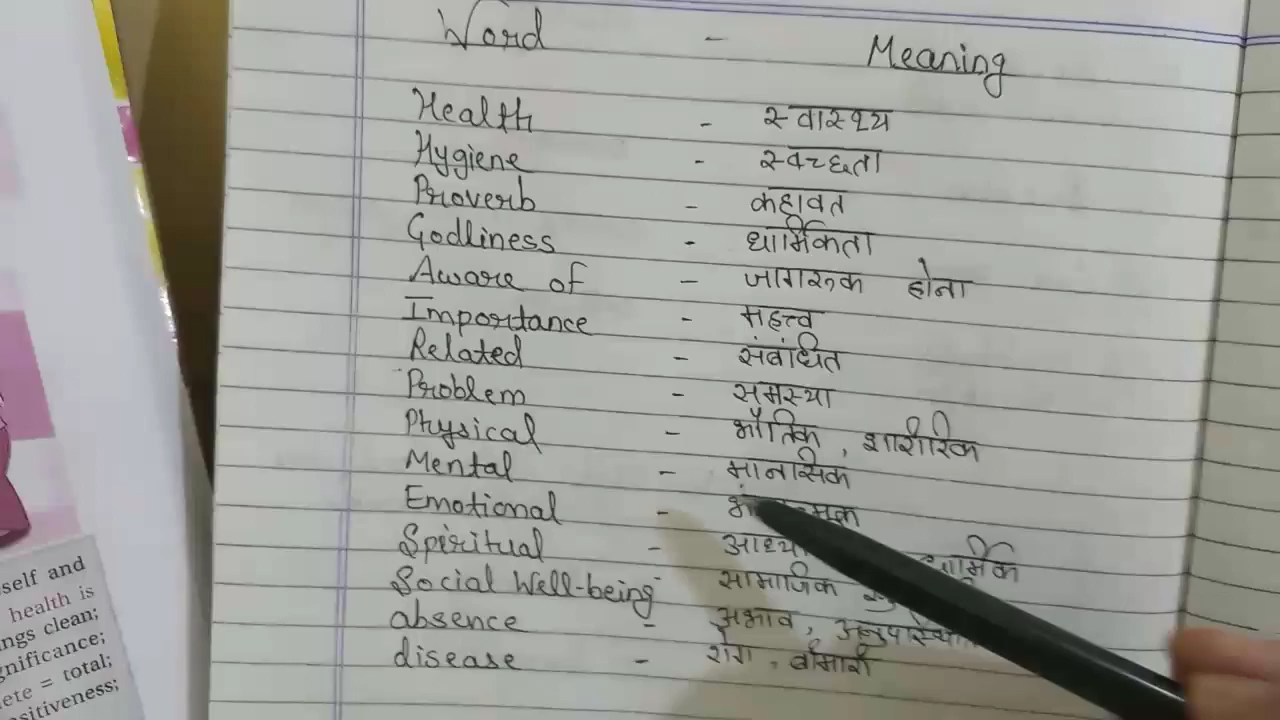 Word - Meaning
Health - स्वास्थ्य
Hygiene - स्वच्छता
Proverb - कहावत
Godliness - धार्मिकता
Aware of - जागरूक होना
Importance - महत्त्व
Related - संबंधित
Problem - समस्या
Physical - भौतिक, शारीरिक
Mental - मानसिक
Emotional -
Spiritual -
Social Well-being सामाजिक
absence - अभाव,
disease - रोग, बीमारी
self and
health is
ngs clean;
gnificance;
ete = total;
sitiveness;